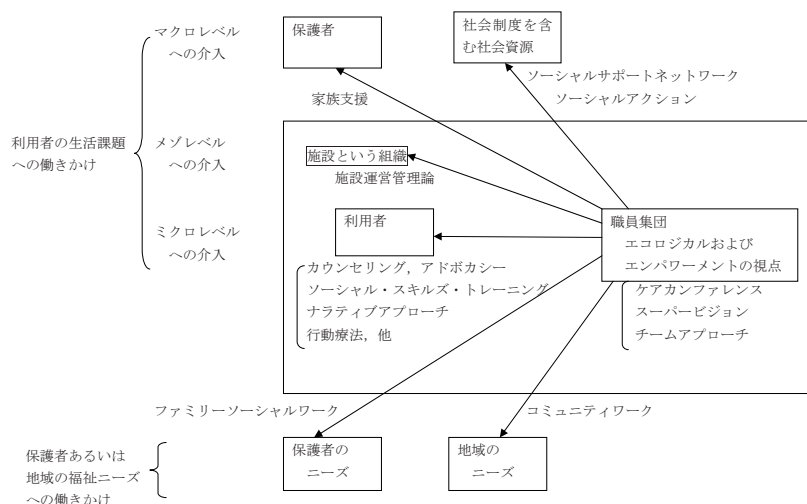 マクロレベル
への介入
保護者
社会制度を含
む社会資源
ソーシャルサポートネットワーク
ソーシャルアクション
家族支援
利用者の生活課題
への働きかけ
メゾレベル
への介入
施設という組織
施設運営管理論
ミクロレベル
への介入
利用者
職員集団
エコロジカルおよび
エンパワーメントの視点
カウンセリング，アドボカシー
ソーシャル・スキルズ・トレーニング
ナラティブアプローチ
行動療法，他
ケアカンファレンス
スーパービジョン
チームアプローチ
ファミリーソーシャルワーク
コミュニティワーク
保護者あるいは
地域の福祉ニーズ
への働きかけ
保護者の
ニーズ
地域の
ニーズ